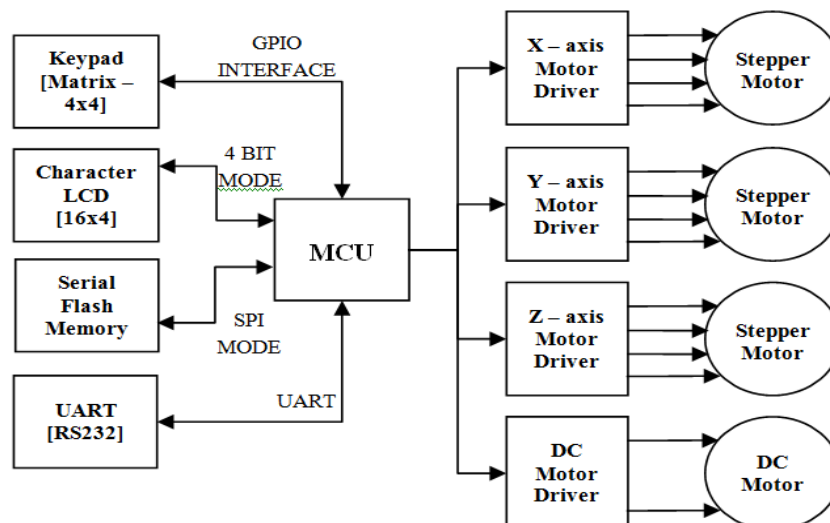 Keypad
[Matrix –
4x4]
GPIO
INTERFACE
Character
LCD
[16x4]
4 BIT
MODE
Serial
Flash
Memory
SPI
MODE
UART
[RS232]
UART
MCU
X – axis
Motor
Driver
Stepper
Motor
Y – axis
Motor
Driver
Stepper
Motor
Z – axis
Motor
Driver
Stepper
Motor
DC
Motor
Driver
DC
Motor